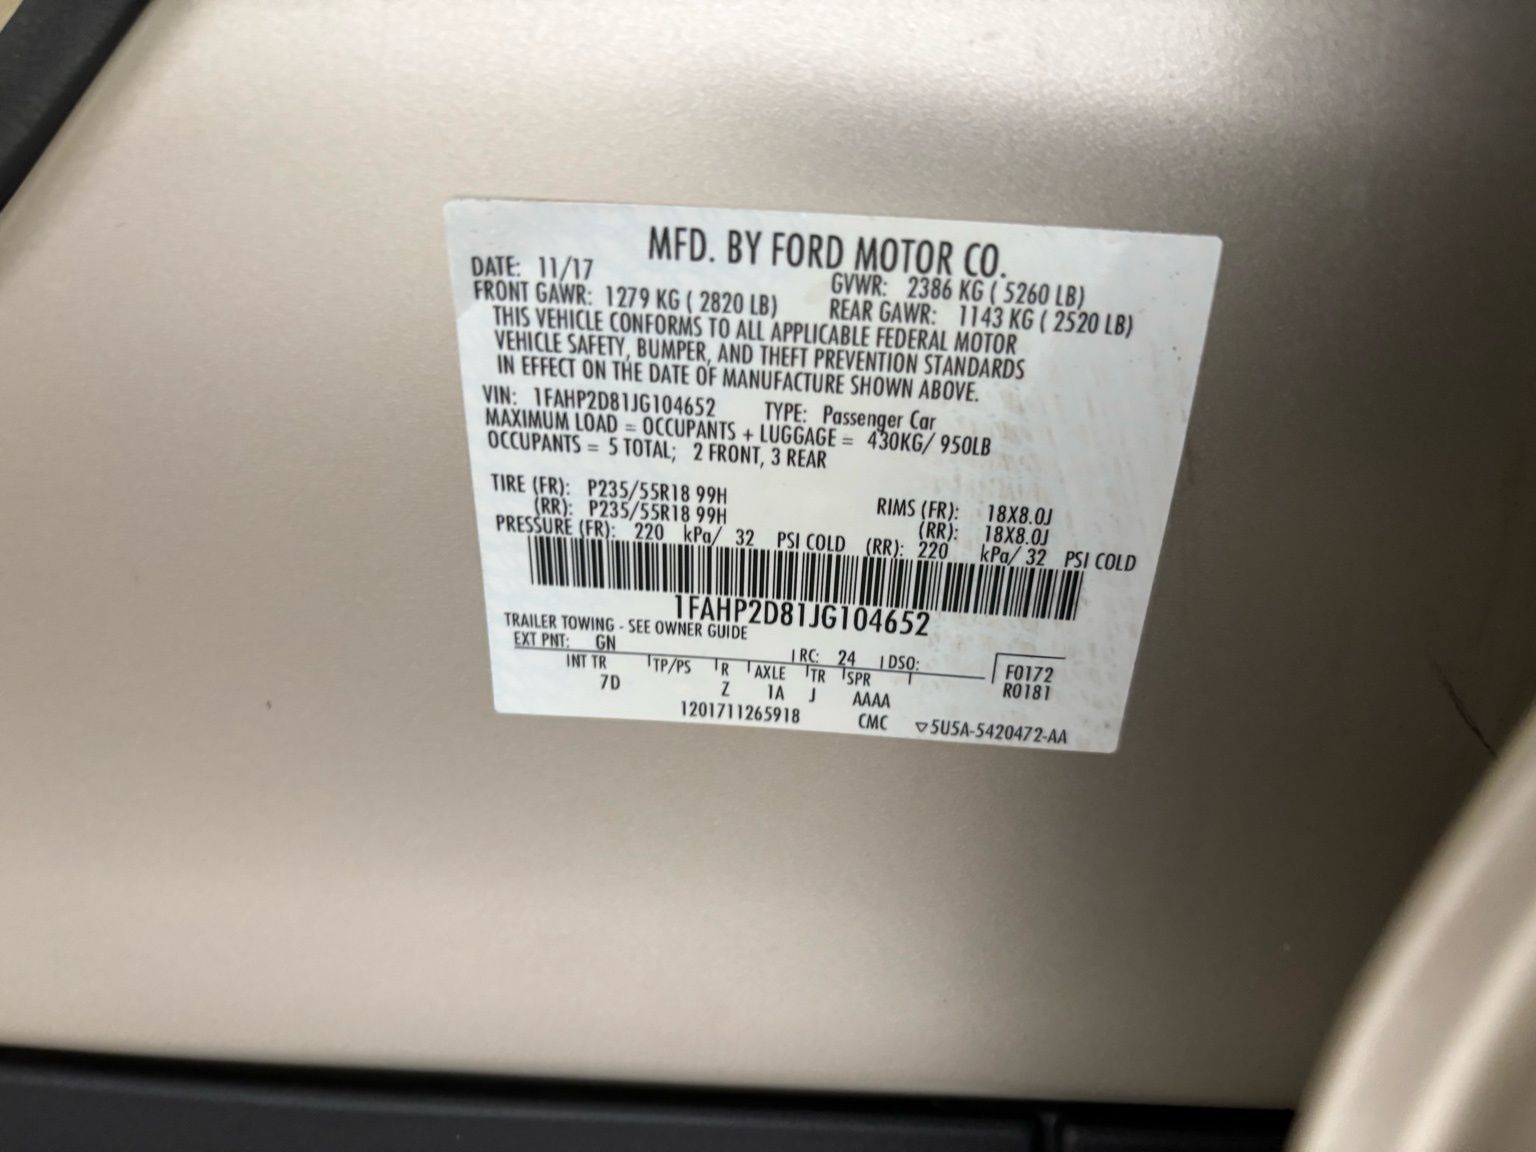 MFD. BY FORD MOTOR CO.
DATE: 11/17 GVWR: 2386 KG ( 5260 LB)
FRONT GAWR: 1279 KG ( 2820 LB) REAR GAWR: 1143 KG ( 2520 LB)
THIS VEHICLE CONFORMS TO ALL APPLICABLE FEDERAL MOTOR
VEHICLE SAFETY, BUMPER, AND THEFT PREVENTION STANDARDS
IN EFFECT ON THE DATE OF MANUFACTURE SHOWN ABOVE.
VIN: 1FAHP2D81JG104652 TYPE: Passenger Car
MAXIMUM LOAD = OCCUPANTS + LUGGAGE = 430KG/ 950LB
OCCUPANTS = 5 TOTAL; 2 FRONT, 3 REAR
TIRE (FR): P235/55R18 99H RIMS (FR): 18X8.0J
(RR): P235/55R18 99H (RR): 18X8.0J
PRESSURE (FR): 220 kPa/ 32 PSI COLD (RR): 220 kPa/ 32 PSI COLD
1FAHP2D81JG104652
TRAILER TOWING - SEE OWNER GUIDE
EXT PNT: GN RC: 24 DSO: F0172
INT TR TP/PS R AXLE TR SPR R0181
7D Z 1A J AAAA
1201711265918 CMC ▽5U5A-5420472-AA